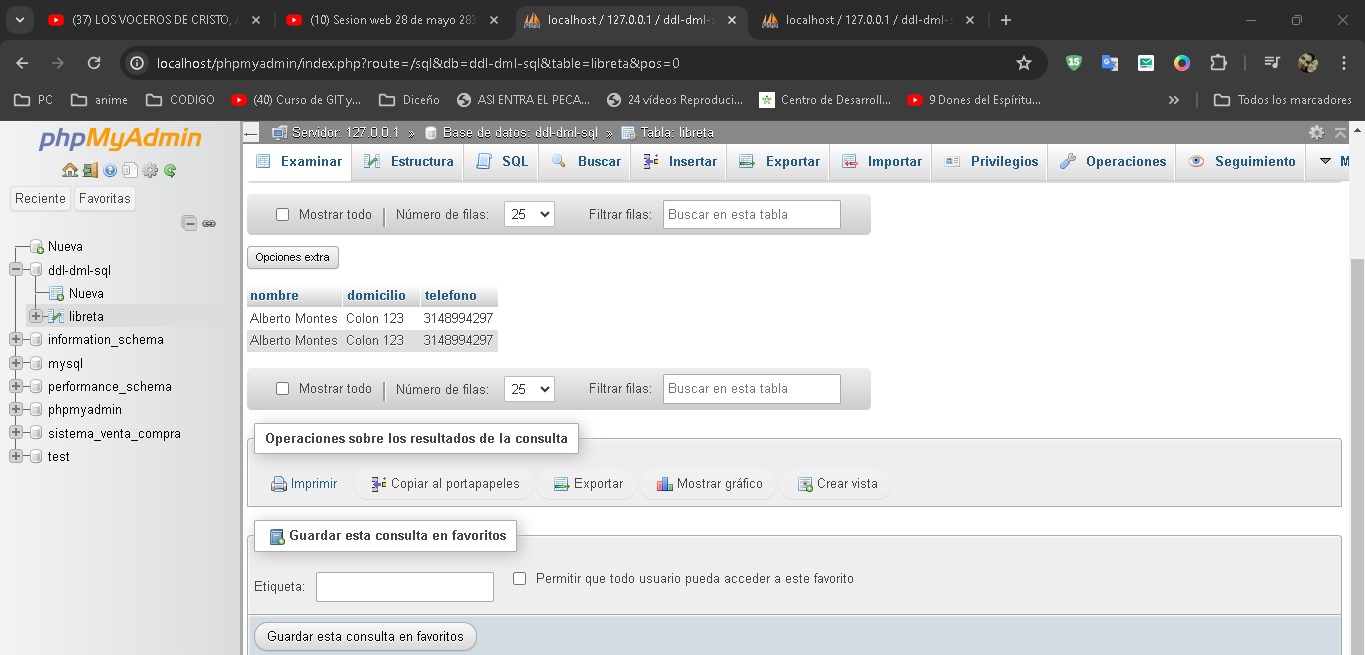 (37) LOS VOCEROS DE CRISTO, A
(10) Sesion web 28 de mayo 283
localhost / 127.0.0.1 / ddl-dml-s
localhost / 127.0.0.1 / ddl-dml-s
localhost/phpmyadmin/index.php?route=/sql&db=ddl-dml-sql&table=libreta&pos=0
15
PC
anime
CODIGO
(40) Curso de GIT y...
Diceño
ASI ENTRA EL PECA...
24 vídeos Reproduci...
Centro de Desarroll...
9 Dones del Espíritu...
»
Todos los marcadores
phpMyAdmin
Reciente
Favoritas
Nueva
ddl-dml-sql
Nueva
libreta
information_schema
mysql
performance_schema
phpmyadmin
sistema_venta_compra
test
Servidor: 127.0.0.1 » Base de datos: ddl-dml-sql » Tabla: libreta
Examinar
Estructura
SQL
Buscar
Insertar
Exportar
Importar
Privilegios
Operaciones
Seguimiento
M
Mostrar todo | Número de filas: 25 Filtrar filas: Buscar en esta tabla
Opciones extra
nombre domicilio telefono
Alberto Montes Colon 123 3148994297
Alberto Montes Colon 123 3148994297
Mostrar todo | Número de filas: 25 Filtrar filas: Buscar en esta tabla
Operaciones sobre los resultados de la consulta
Imprimir
Copiar al portapapeles
Exportar
Mostrar gráfico
Crear vista
Guardar esta consulta en favoritos
Etiqueta:
Permitir que todo usuario pueda acceder a este favorito
Guardar esta consulta en favoritos